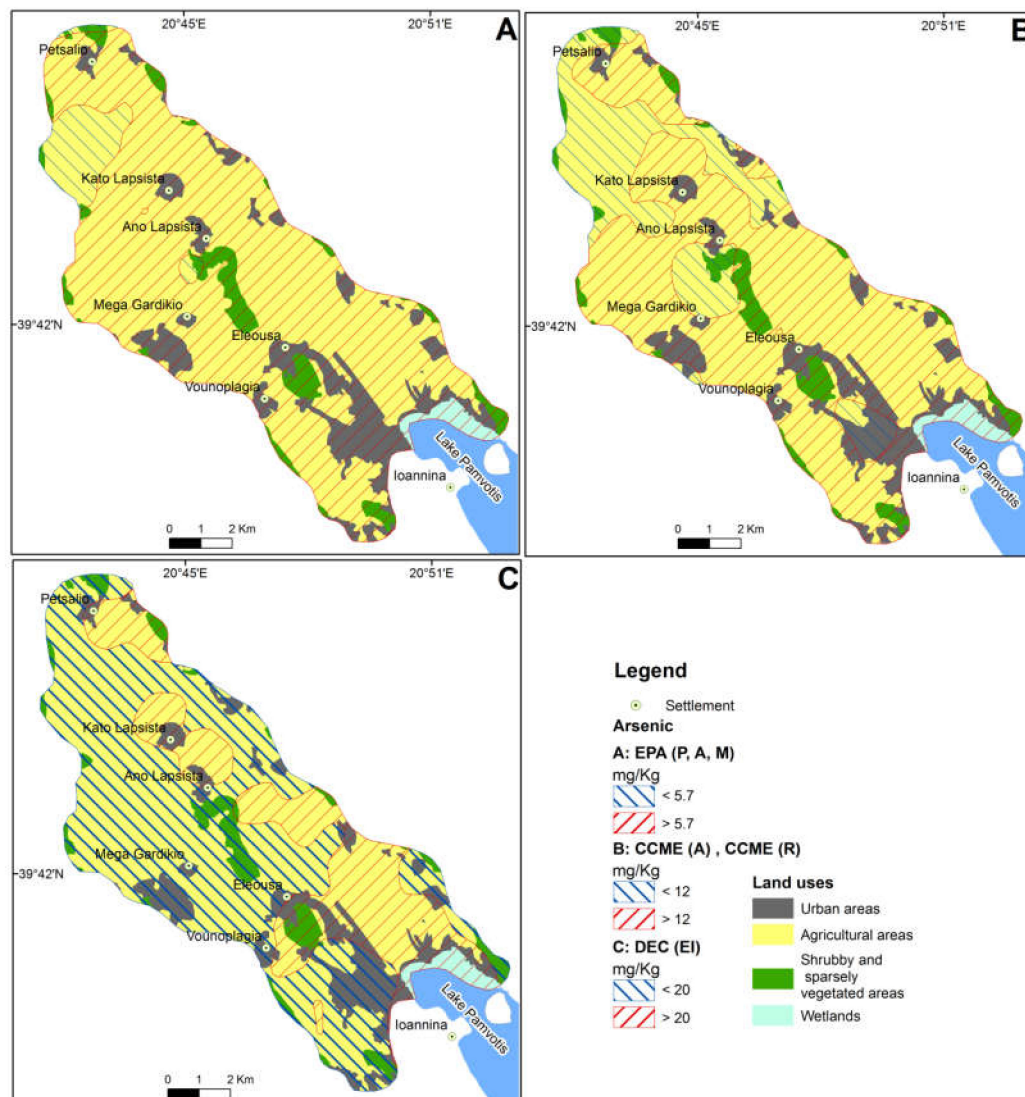 20°45'E
20°51'E
A
Petsalio
Kato Lapsista
Ano Lapsista
Mega Gardikio
39°42'N
Eleousa
Vounoplagia
Lake Pamvotis
Ioannina
0 1 2 Km
20°45'E
20°51'E
B
Petsalio
Kato Lapsista
Ano Lapsista
Mega Gardikio
39°42'N
Eleousa
Vounoplagia
Lake Pamvotis
Ioannina
0 1 2 Km
20°45'E
20°51'E
C
Petsalio
Kato Lapsista
Ano Lapsista
Mega Gardikio
39°42'N
Eleousa
Vounoplagia
Lake Pamvotis
Ioannina
0 1 2 Km
Legend
Settlement
Arsenic
A: EPA (P, A, M)
mg/Kg
< 5.7
> 5.7
B: CCME (A) , CCME (R)
mg/Kg
< 12
> 12
C: DEC (EI)
mg/Kg
< 20
> 20
Land uses
Urban areas
Agricultural areas
Shrubby and
sparsely
vegetated areas
Wetlands